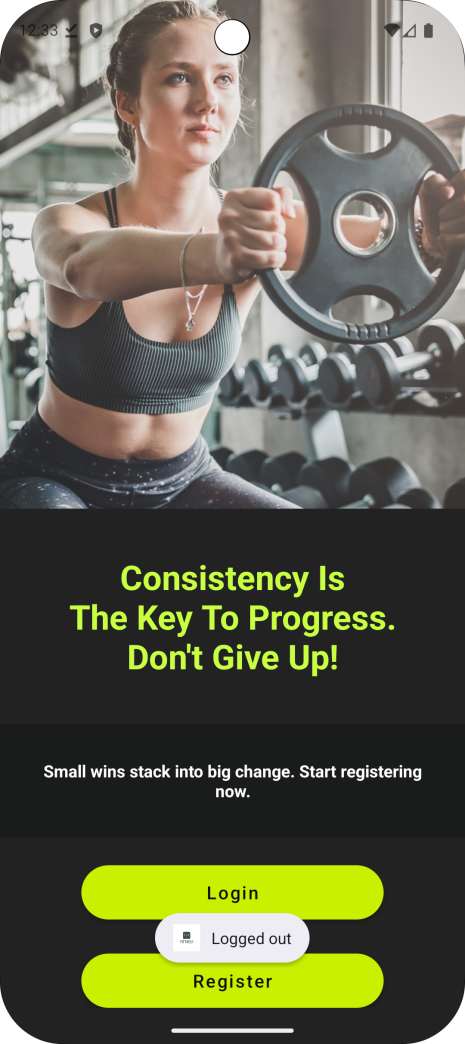 12:33
Consistency Is
The Key To Progress.
Don't Give Up!
Small wins stack into big change. Start registering
now.
Login
Logged out
Register